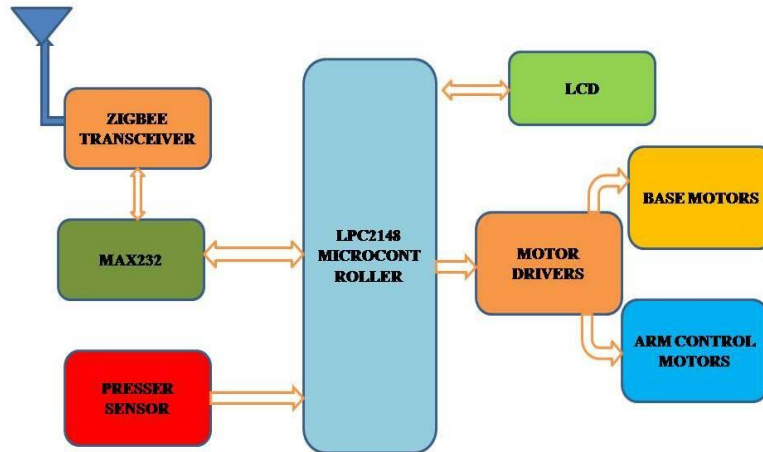 ZIGBEE
TRANSCEIVER
MAX232
PRESSER
SENSOR
LPC2148
MICROCONT
ROLLER
LCD
MOTOR
DRIVERS
BASE MOTORS
ARM CONTROL
MOTORS